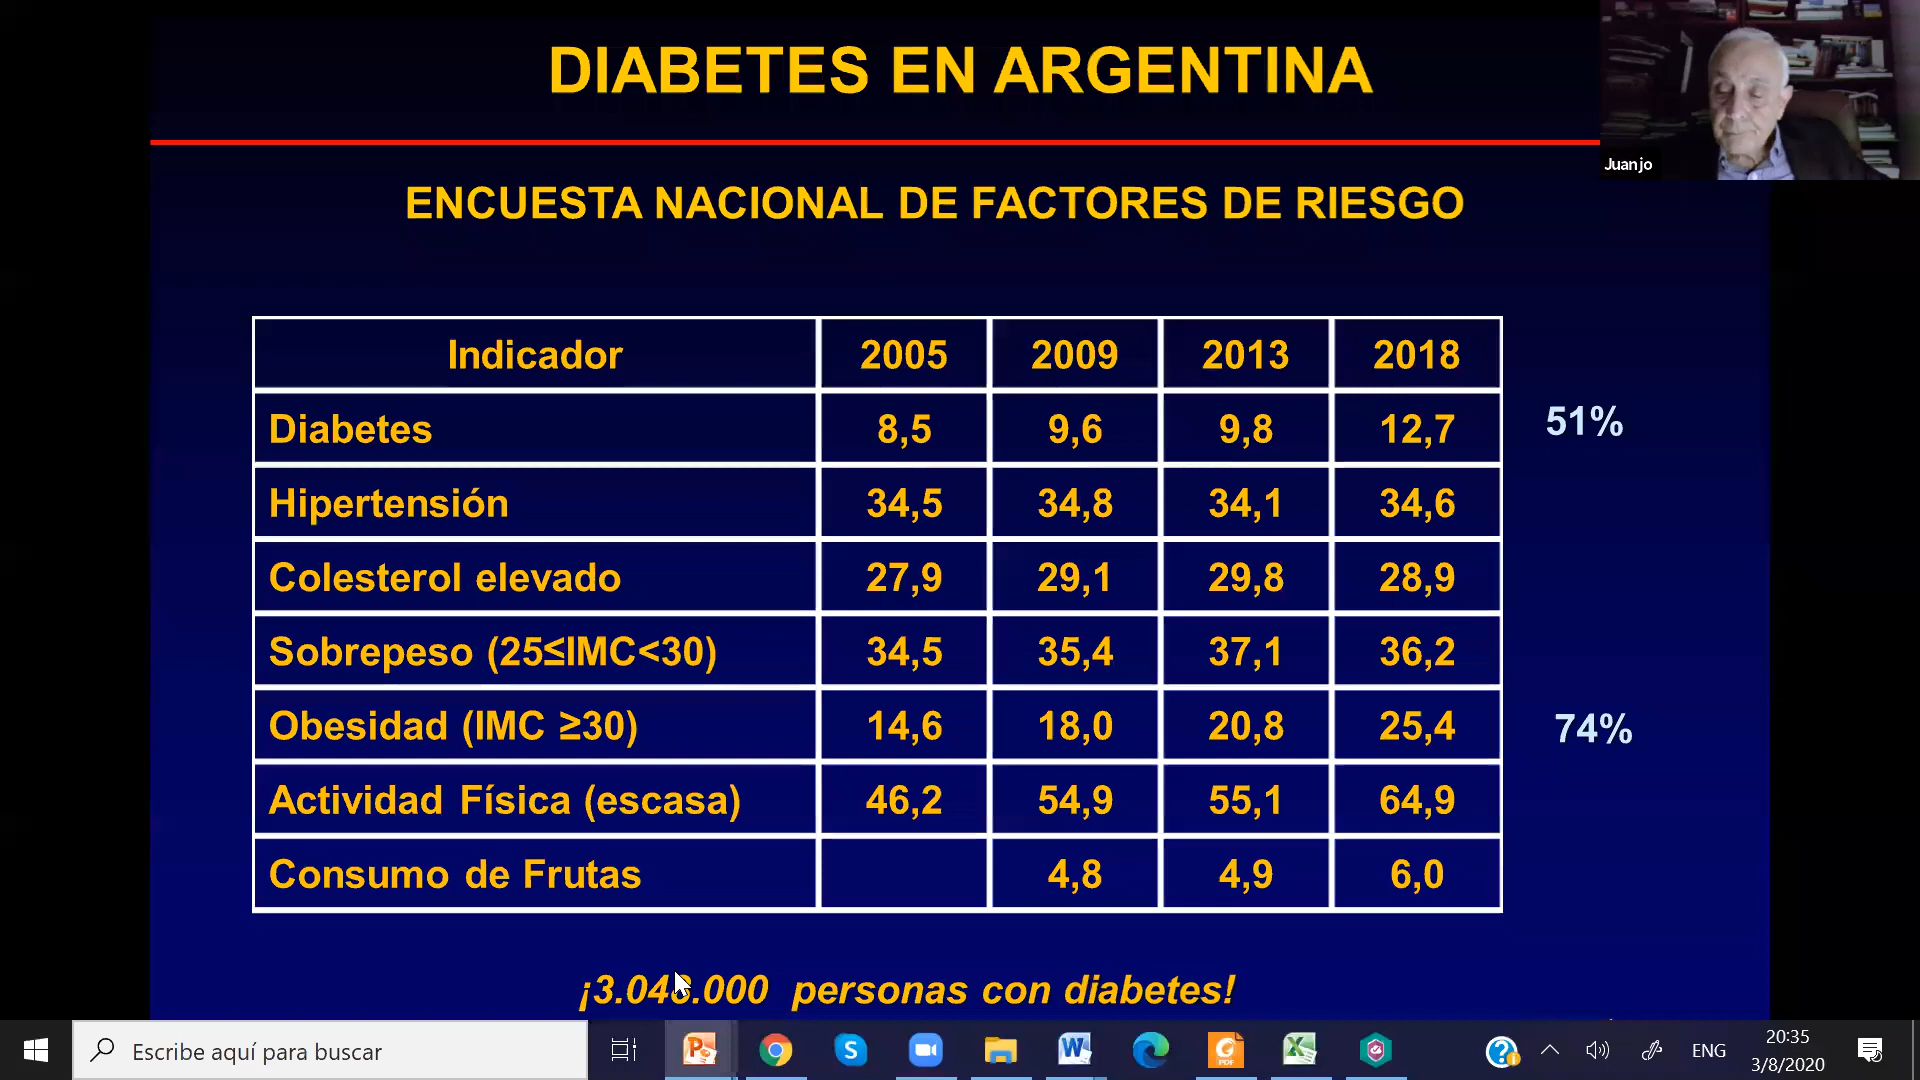 DIABETES EN ARGENTINA
Juanjo
ENCUESTA NACIONAL DE FACTORES DE RIESGO
Indicador 2005 2009 2013 2018
Diabetes 8,5 9,6 9,8 12,7 51%
Hipertensión 34,5 34,8 34,1 34,6
Colesterol elevado 27,9 29,1 29,8 28,9
Sobrepeso (25≤IMC<30) 34,5 35,4 37,1 36,2
Obesidad (IMC ≥30) 14,6 18,0 20,8 25,4 74%
Actividad Física (escasa) 46,2 54,9 55,1 64,9
Consumo de Frutas 4,8 4,9 6,0
personas con diabetes!
Escribe aquí para buscar
ENG
20:35
3/8/2020